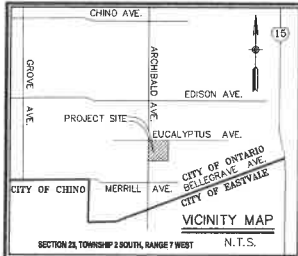 CHINO AVE.
15
GROVE AVE.
ARCHIBALD AVE.
EDISON AVE.
PROJECT SITE
EUCALYPTUS AVE.
CITY OF ONTARIO
BELLEGRAVE AVE.
CITY OF EASTVALE
CITY OF CHINO
MERRILL AVE.
VICINITY MAP
SECTION 23, TOWNSHIP 2 SOUTH, RANGE 7 WEST
N.T.S.